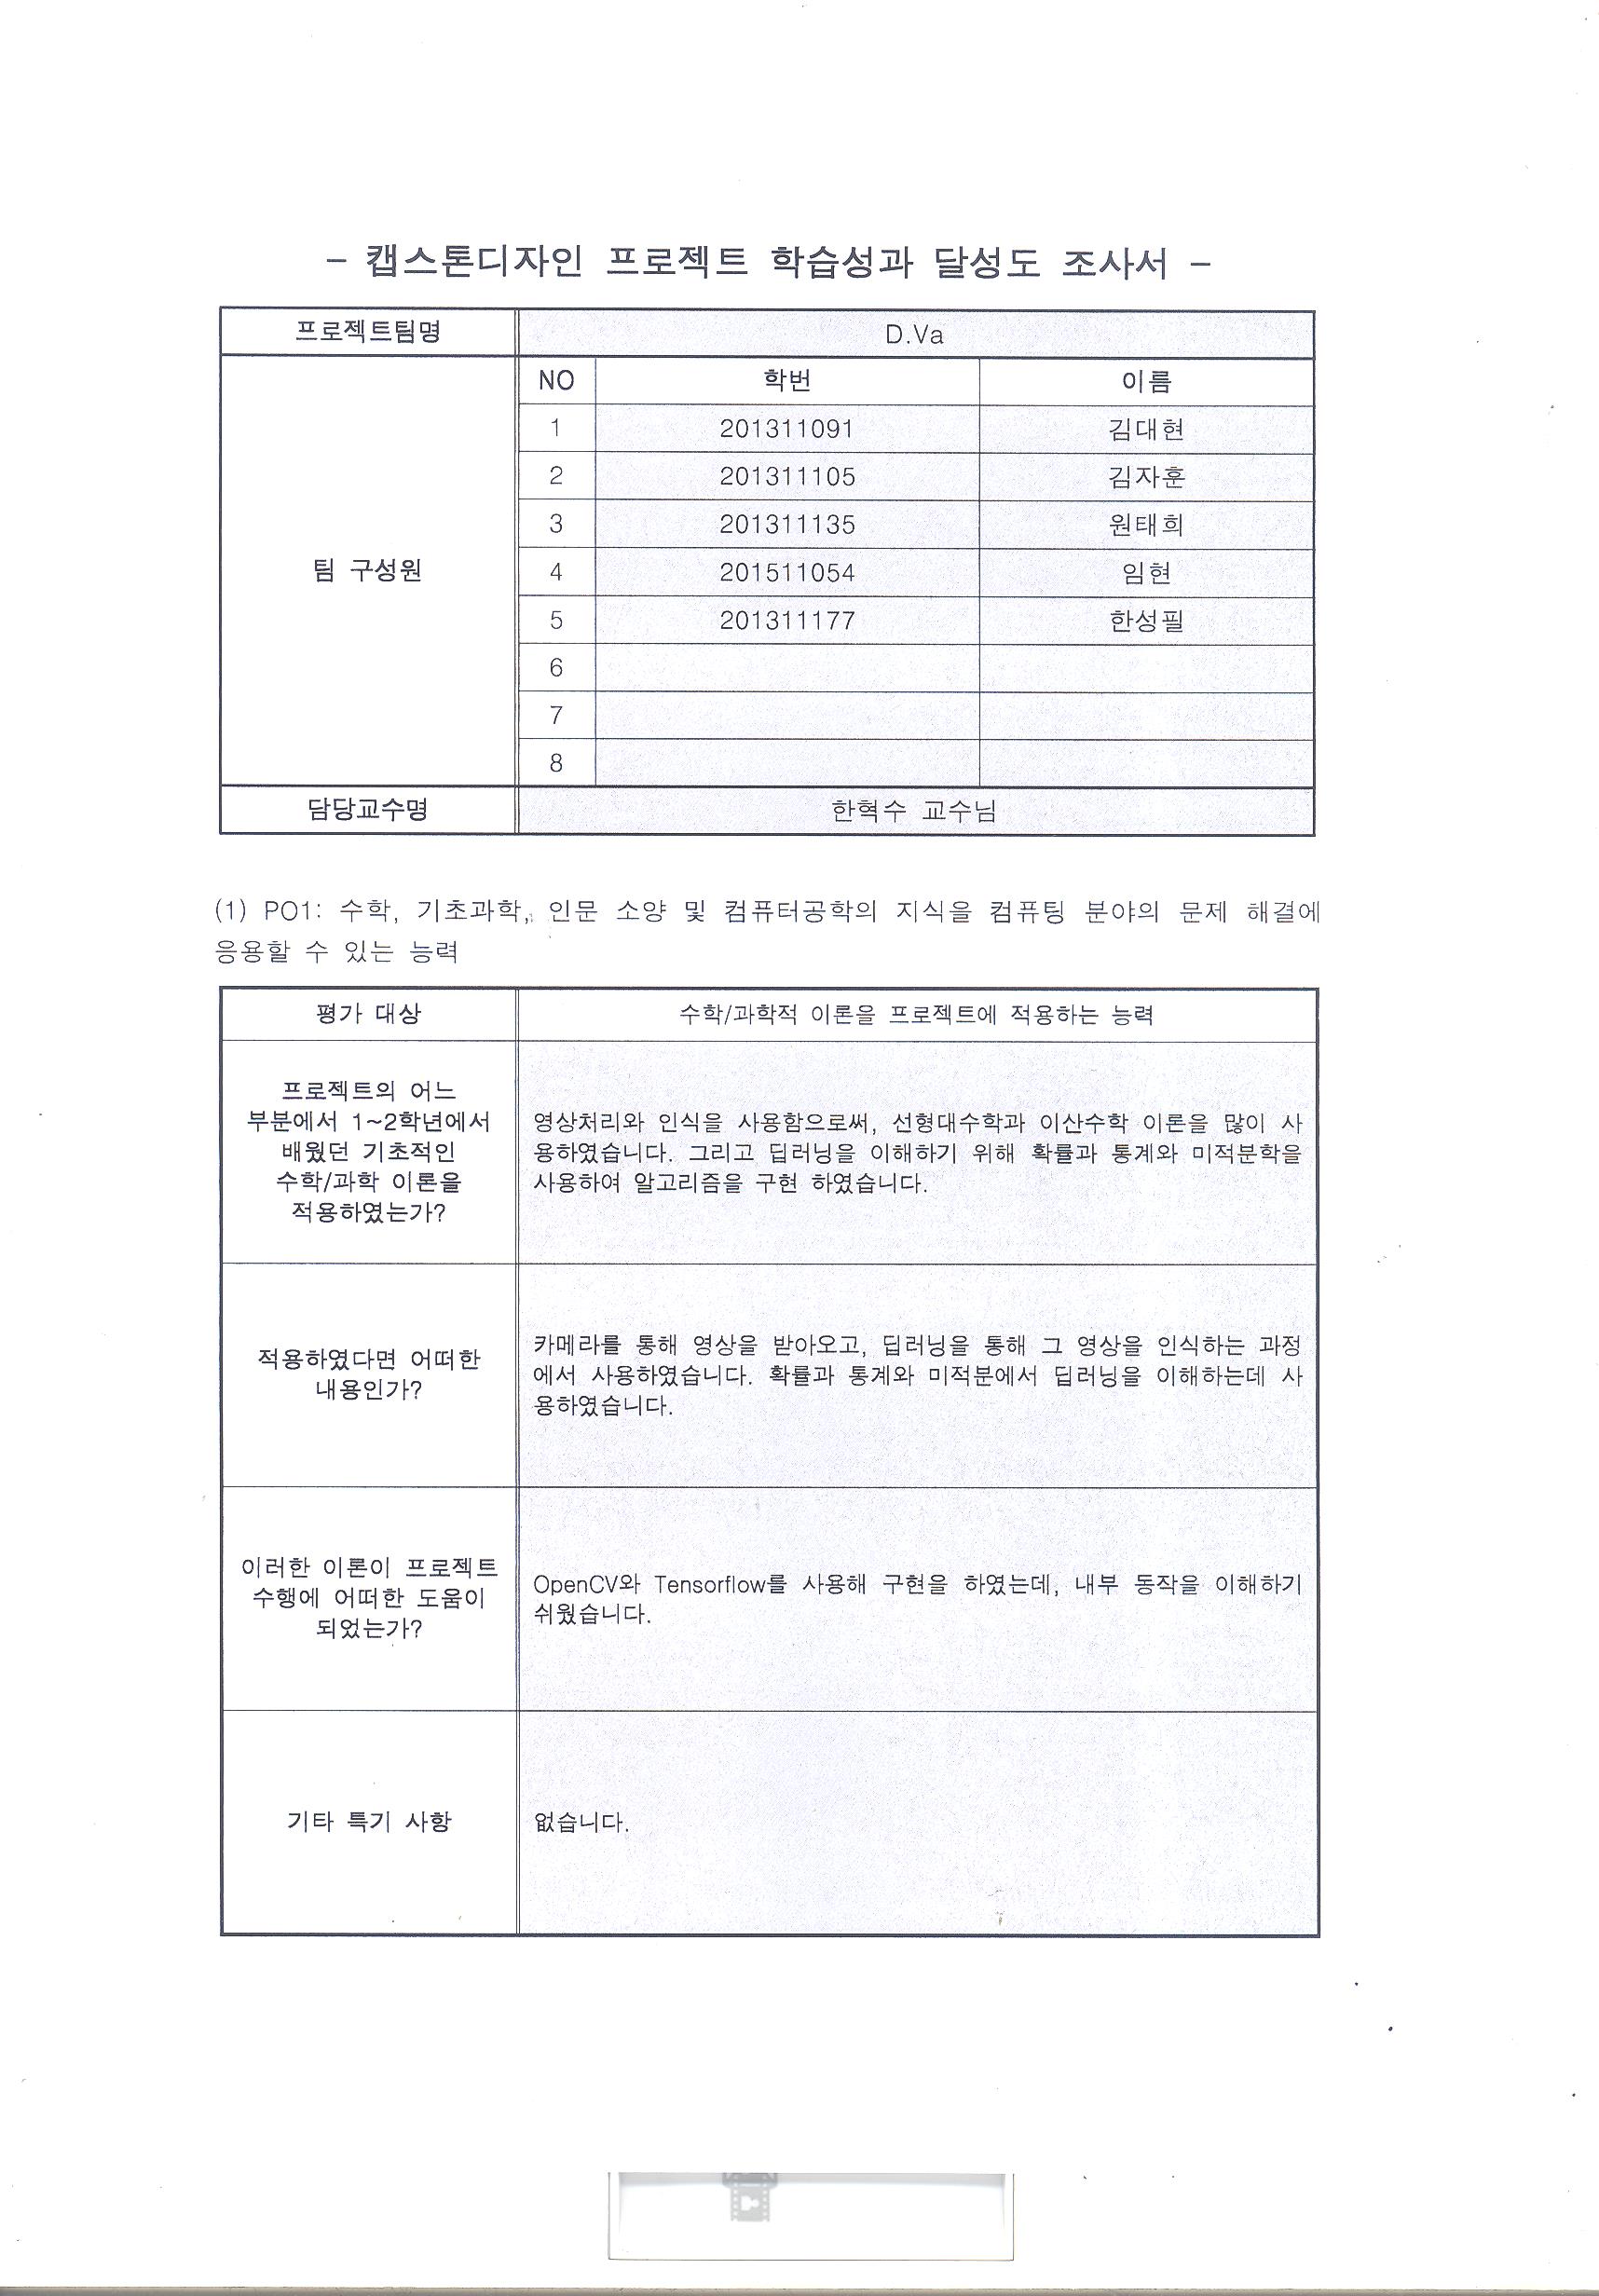 - 캡스톤디자인 프로젝트 학습성과 달성도 조사서 -
프로젝트팀명 D.Va
팀 구성원
NO 학번 이름
1 201311091 김대현
2 201311105 김자훈
3 201311135 원태희
4 201511054 임현
5 201311177 한성필
6
7
8
담당교수명 한혁수 교수님
(1) PO1: 수학, 기초과학, 인문 소양 및 컴퓨터공학의 지식을 컴퓨팅 분야의 문제 해결에
응용할 수 있는 능력
평가 대상 수학/과학적 이론을 프로젝트에 적용하는 능력
프로젝트의 어느
부분에서 1~2학년에서
배웠던 기초적인
수학/과학 이론을
적용하였는가?
영상처리와 인식을 사용함으로써, 선형대수학과 이산수학 이론을 많이 사
용하였습니다. 그리고 딥러닝을 이해하기 위해 확률과 통계와 미적분학을
사용하여 알고리즘을 구현 하였습니다.
적용하였다면 어떠한
내용인가?
카메라를 통해 영상을 받아오고, 딥러닝을 통해 그 영상을 인식하는 과정
에서 사용하였습니다. 확률과 통계와 미적분에서 딥러닝을 이해하는데 사
용하였습니다.
이러한 이론이 프로젝트
수행에 어떠한 도움이
되었는가?
OpenCV와 Tensorflow를 사용해 구현을 하였는데, 내부 동작을 이해하기
쉬웠습니다.
기타 특기 사항 없습니다.